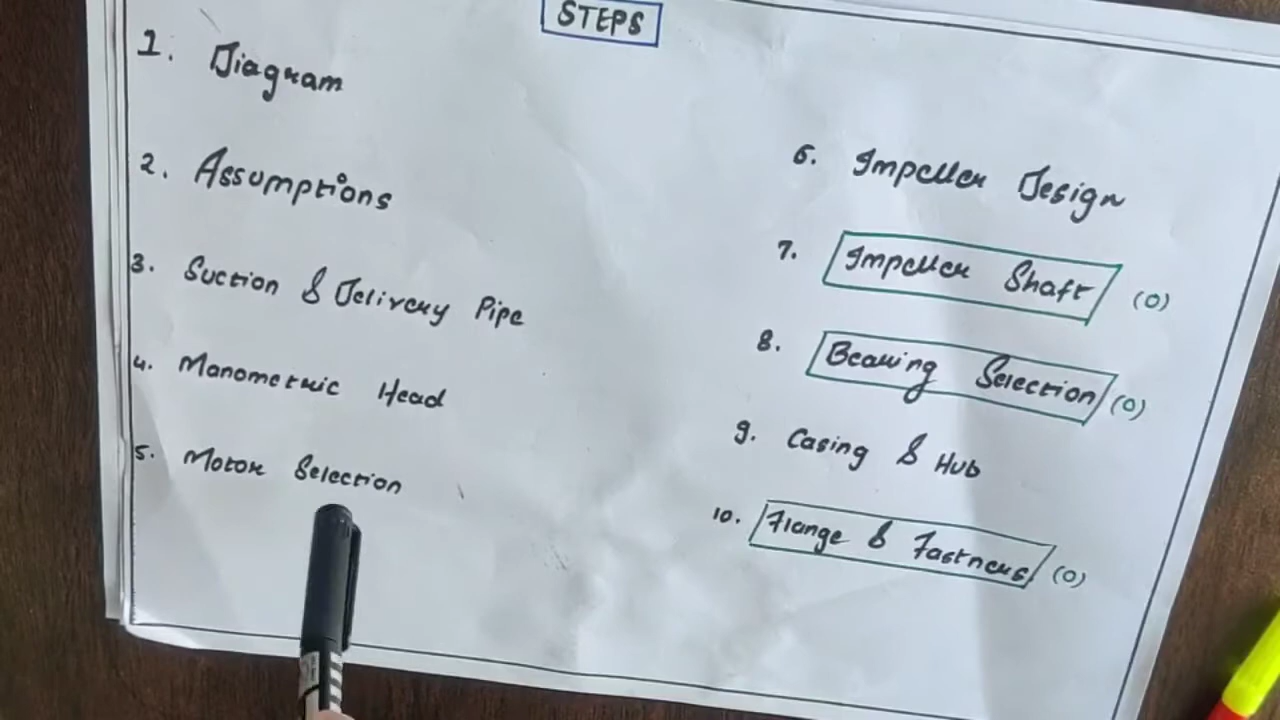 STEPS
1. Diagram
2. Assumptions
3. Suction & Delivery Pipe
4. Manometric Head
5. Motor Selection
6. Impeller Design
7. Impeller Shaft (0)
8. Bearing Selection (0)
9. Casing & Hub
10. Flange & Fastners (0)